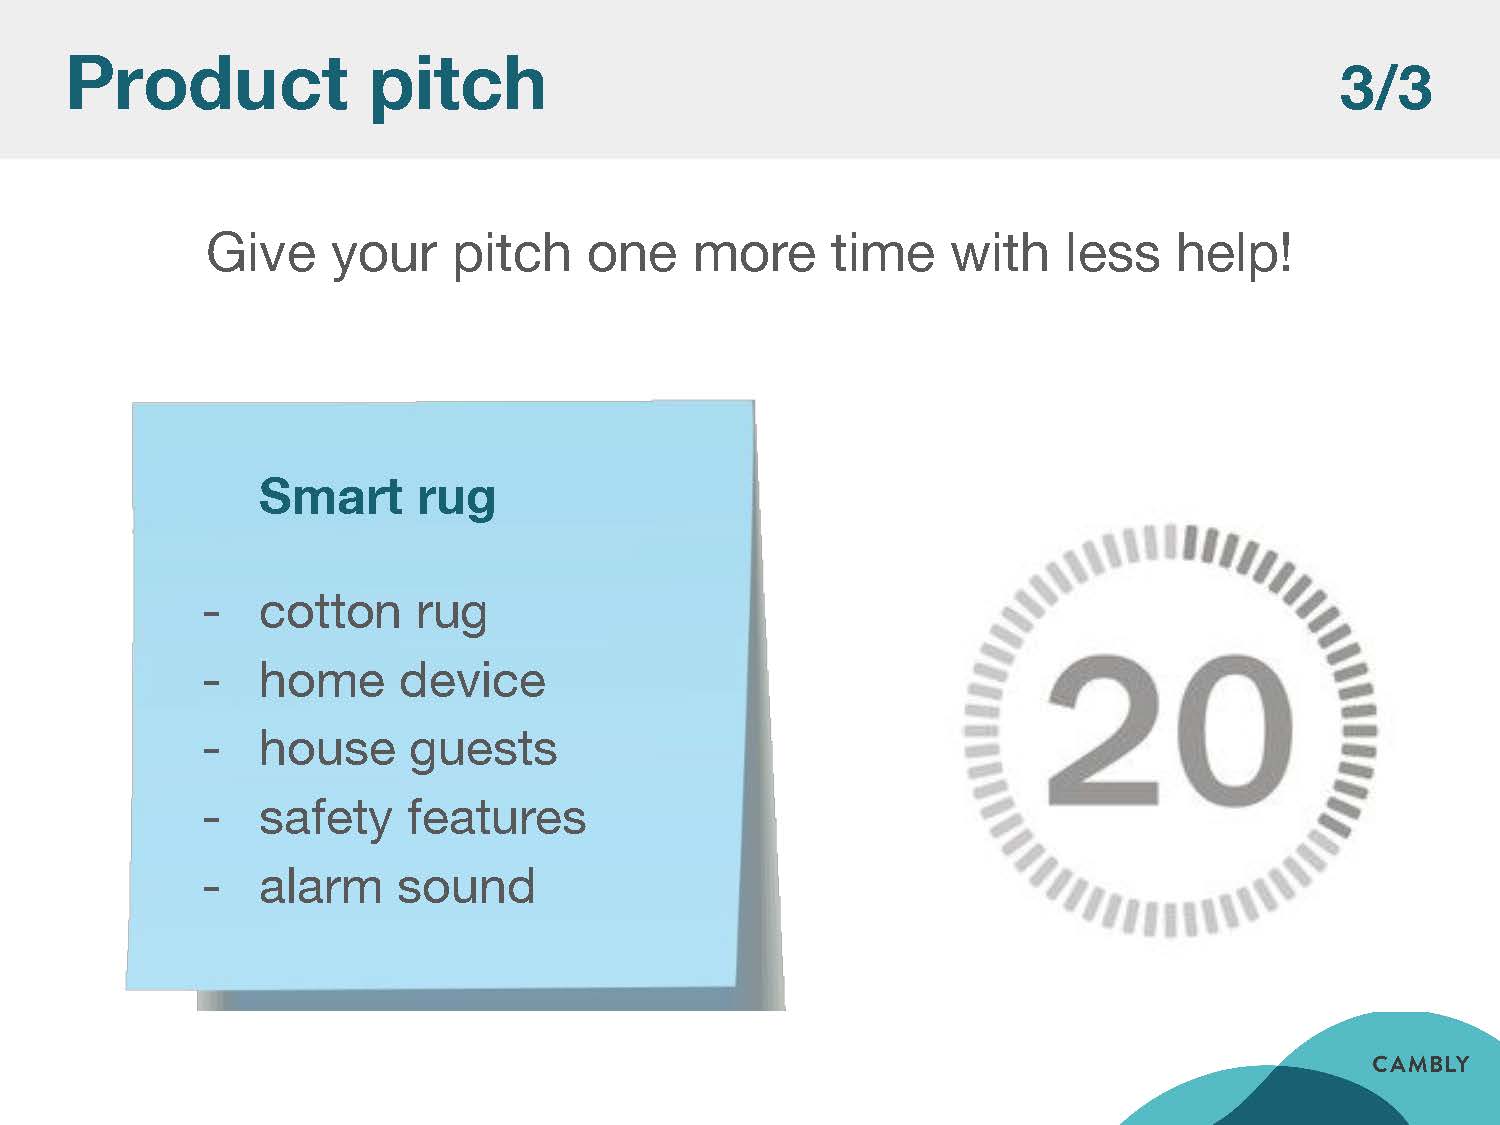 Product pitch
3/3
Give your pitch one more time with less help!
Smart rug
- cotton rug
- home device
- house guests
- safety features
- alarm sound
20
CAMBLY